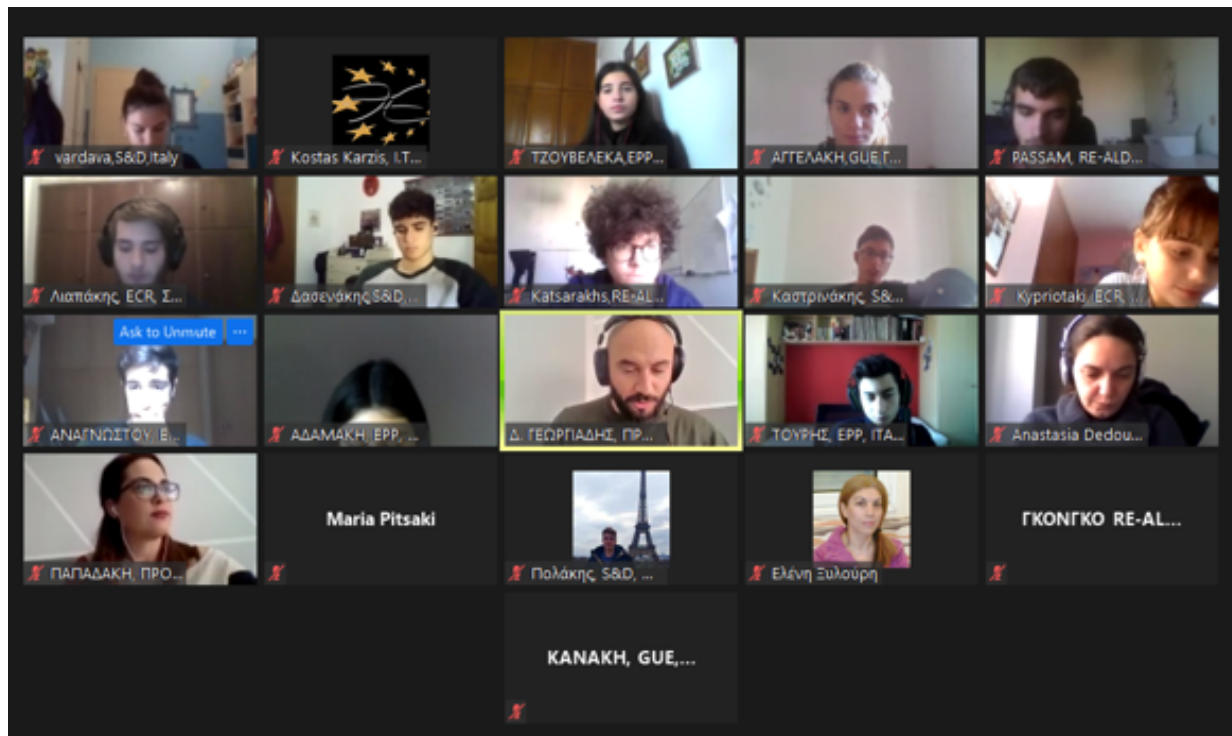 vardava,S&D,Italy
Kostas Karzis, I.T...
ΤΖΟΥΒΕΛΕΚΑ,EPP...
ΑΓΓΕΛΑΚΗ,GUE,Γ...
PASSAM, RE-ALD...
Λιαπάκης, ECR, Σ...
Δασενάκης,S&D,...
Katsarakhs,RE-AL...
Καστρινάκης, S&...
Kypriotaki, ECR, ...
Ask to Unmute ...
ΑΝΑΓΝΩΣΤΟΥ, E...
ΑΔΑΜΑΚΗ, EPP, ...
Δ. ΓΕΩΡΓΙΑΔΗΣ, ΠΡ...
ΤΟΥΡΗΣ, EPP, ITA...
Anastasia Dedou...
ΠΑΠΑΔΑΚΗ, ΠΡΟ...
Maria Pitsaki
Πολάκης, S&D, ...
Ελένη Ξυλούρη
ΓΚΟΝΓΚΟ RE-AL...
ΚΑΝΑΚΗ, GUE,...